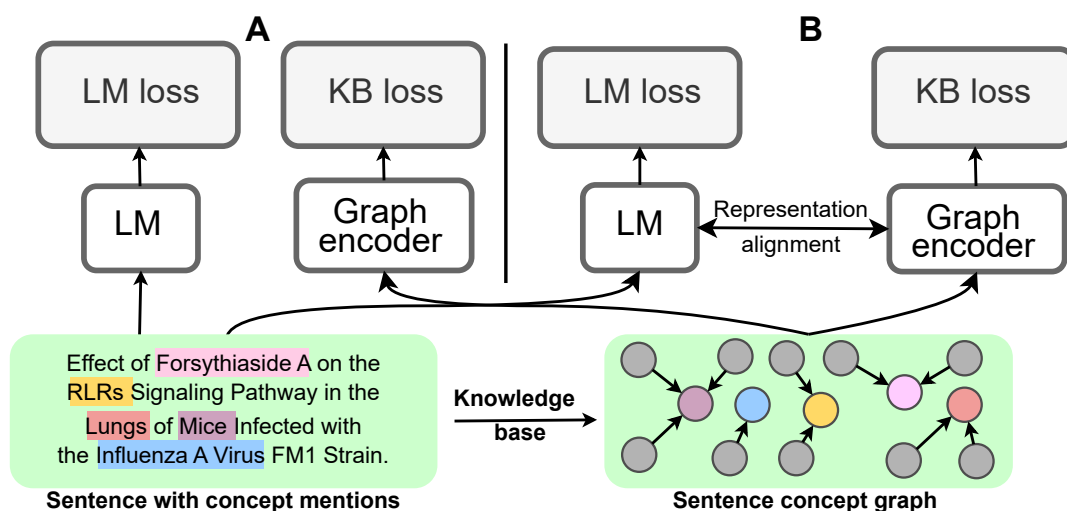 A
B
LM loss
KB loss
LM loss
KB loss
LM
Graph
encoder
LM
Representation
alignment
Graph
encoder
Effect of Forsythiaside A on the
RLRs Signaling Pathway in the
Lungs of Mice Infected with
the Influenza A Virus FM1 Strain.
Knowledge
base
Sentence with concept mentions
Sentence concept graph